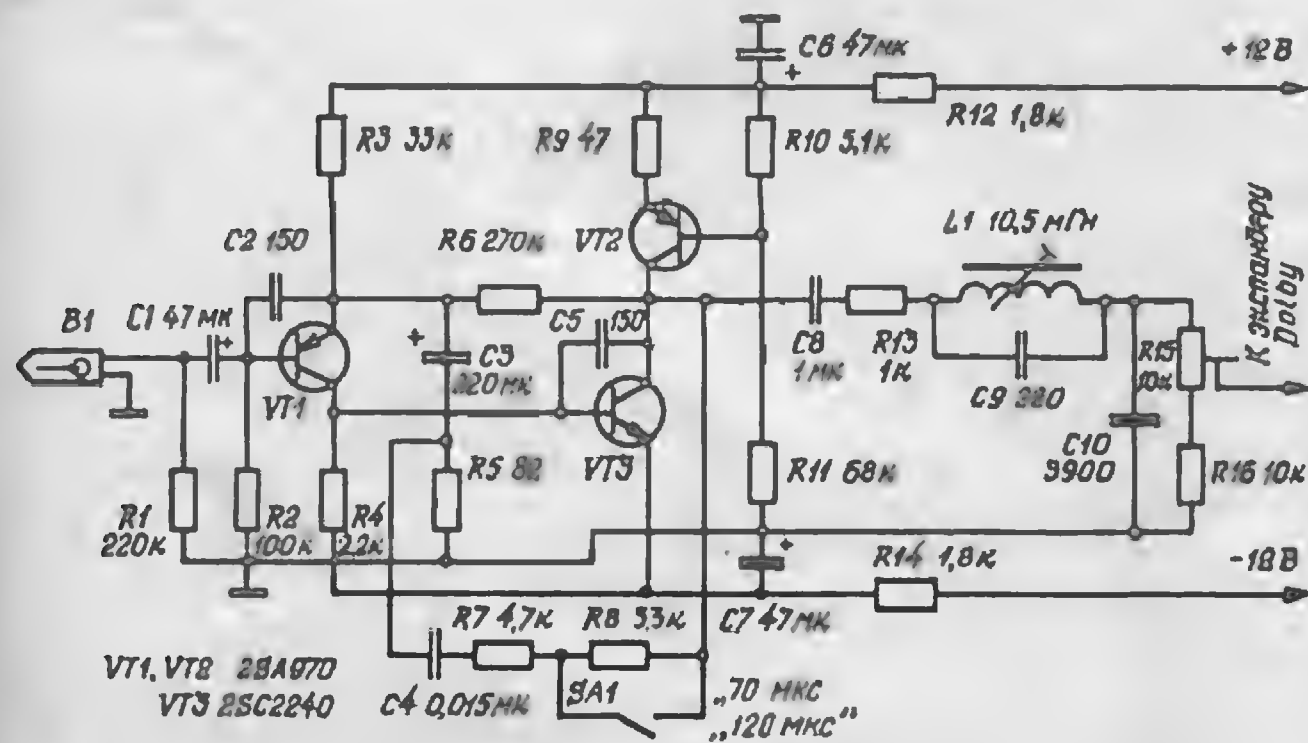 C6 47мк
+12В
R12 1,8к
R3 33к
R9 47
R10 5,1к
C2 150
R6 270к
VT2
L1 10,5 мГн
К экспандеру
Dolby
B1
C1 47мк
C5
150
C3
220мк
C8
1мк
R13
1к
R15
10к
C9 220
VT1
VT3
C10
3900
R5 82
R11 68к
R16 10к
R1
220к
R2
100к
R4
22к
R14 1,8к
-12В
R7 4,7к
R8 3,3к
C7 47мк
VT1, VT2 2SA970
VT3 2SC2240
C4 0,015мк
SA1
„70 мкс
„120 мкс"